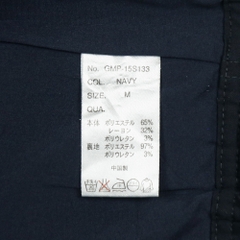 No. GMP-15S133
COL. NAVY
SIZE. M
QUA.
本体 ポリエステル 65%
レーヨン 32%
ポリウレタン 3%
裏地 ポリエステル 97%
ポリウレタン 3%
中国製